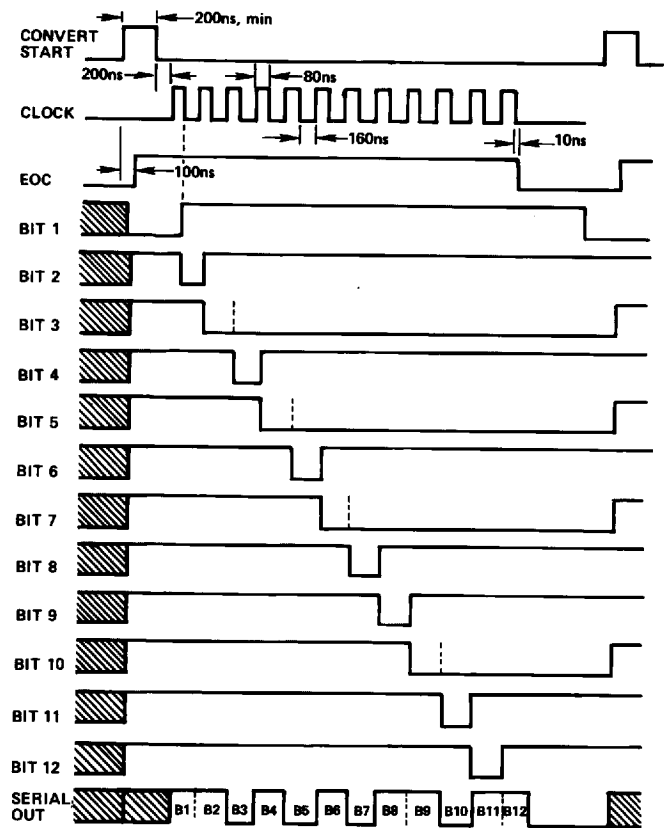 200ns, min
CONVERT
START
200ns
80ns
CLOCK
160ns
10ns
EOC
100ns
BIT 1
BIT 2
BIT 3
BIT 4
BIT 5
BIT 6
BIT 7
BIT 8
BIT 9
BIT 10
BIT 11
BIT 12
SERIAL
OUT
B1 B2 B3 B4 B5 B6 B7 B8 B9 B10 B11 B12